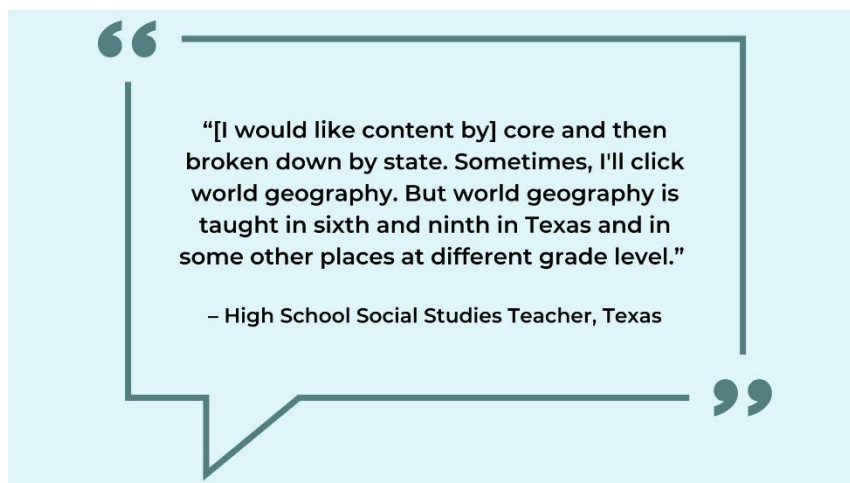 “[I would like content by] core and then
broken down by state. Sometimes, I'll click
world geography. But world geography is
taught in sixth and ninth in Texas and in
some other places at different grade level.”
– High School Social Studies Teacher, Texas